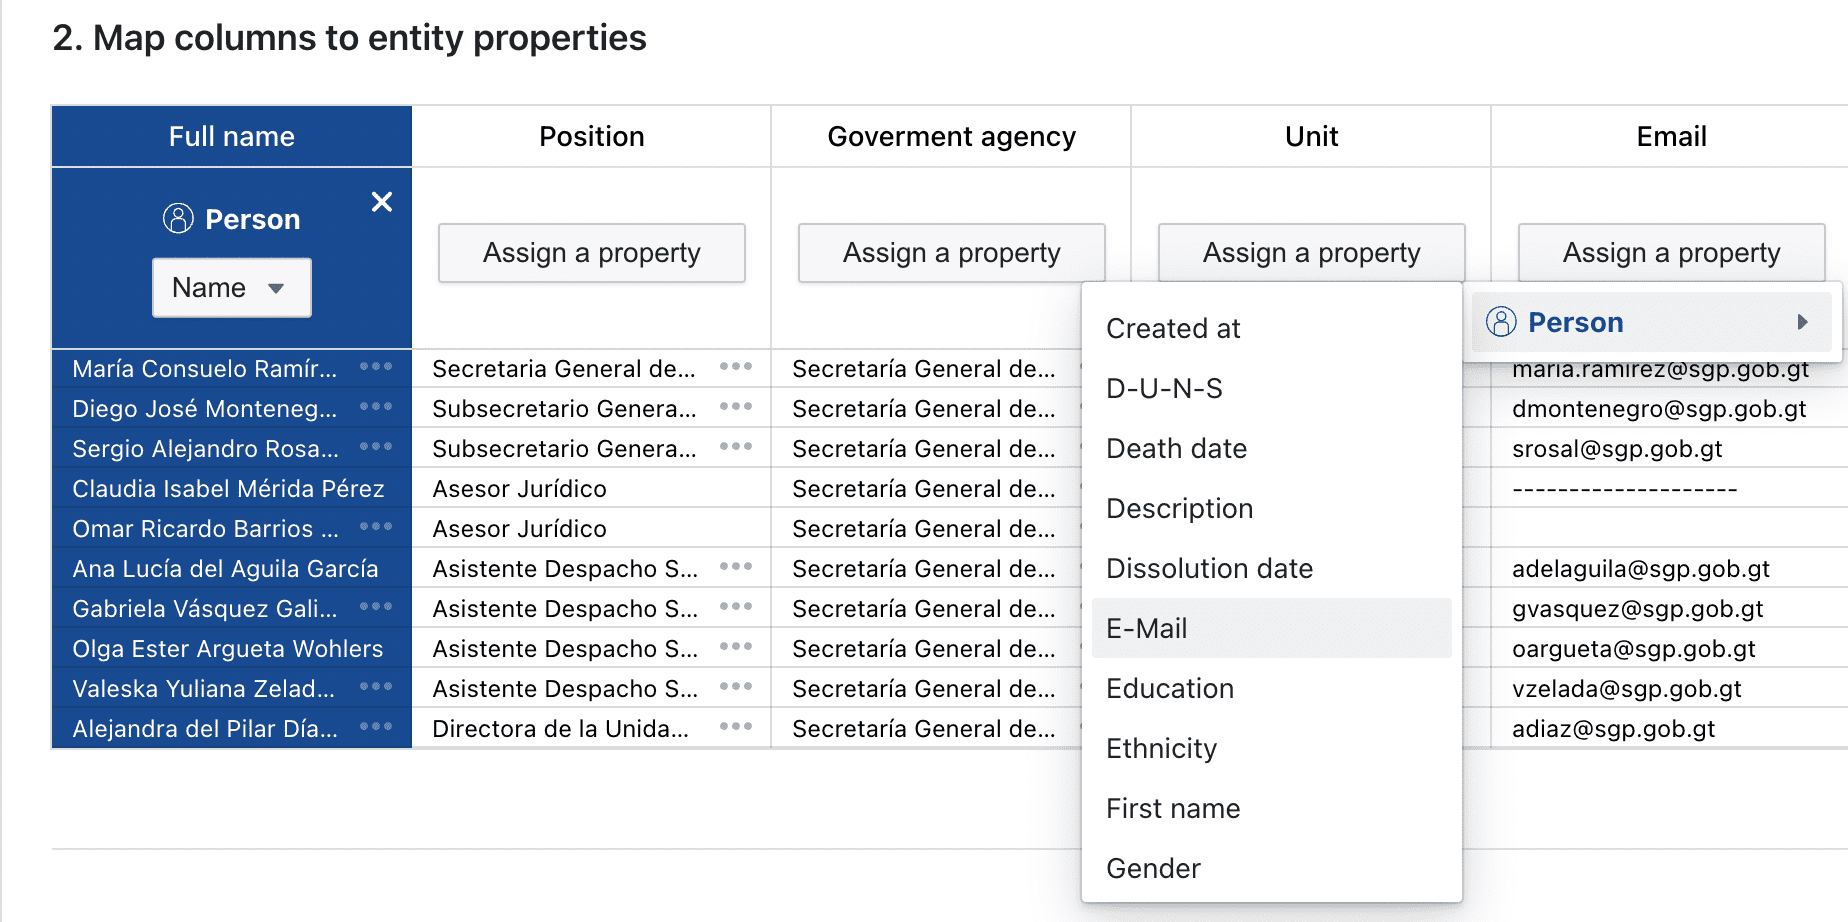 2. Map columns to entity properties
Full name Position Goverment agency Unit Email
Person
Name
Assign a property Assign a property Assign a property Assign a property
Person
María Consuelo Ramír... Secretaria General de... Secretaría General de... maria.ramirez@sgp.gob.gt
Diego José Monteneg... Subsecretario Genera... Secretaría General de... dmontenegro@sgp.gob.gt
Sergio Alejandro Rosa... Subsecretario Genera... Secretaría General de... srosal@sgp.gob.gt
Claudia Isabel Mérida Pérez Asesor Jurídico Secretaría General de... --------------------
Omar Ricardo Barrios ... Asesor Jurídico Secretaría General de...
Ana Lucía del Aguila García Asistente Despacho S... Secretaría General de... adelaguila@sgp.gob.gt
Gabriela Vásquez Gali... Asistente Despacho S... Secretaría General de... gvasquez@sgp.gob.gt
Olga Ester Argueta Wohlers Asistente Despacho S... Secretaría General de... oargueta@sgp.gob.gt
Valeska Yuliana Zelad... Asistente Despacho S... Secretaría General de... vzelada@sgp.gob.gt
Alejandra del Pilar Día... Directora de la Unida... Secretaría General de... adiaz@sgp.gob.gt
Created at
D-U-N-S
Death date
Description
Dissolution date
E-Mail
Education
Ethnicity
First name
Gender